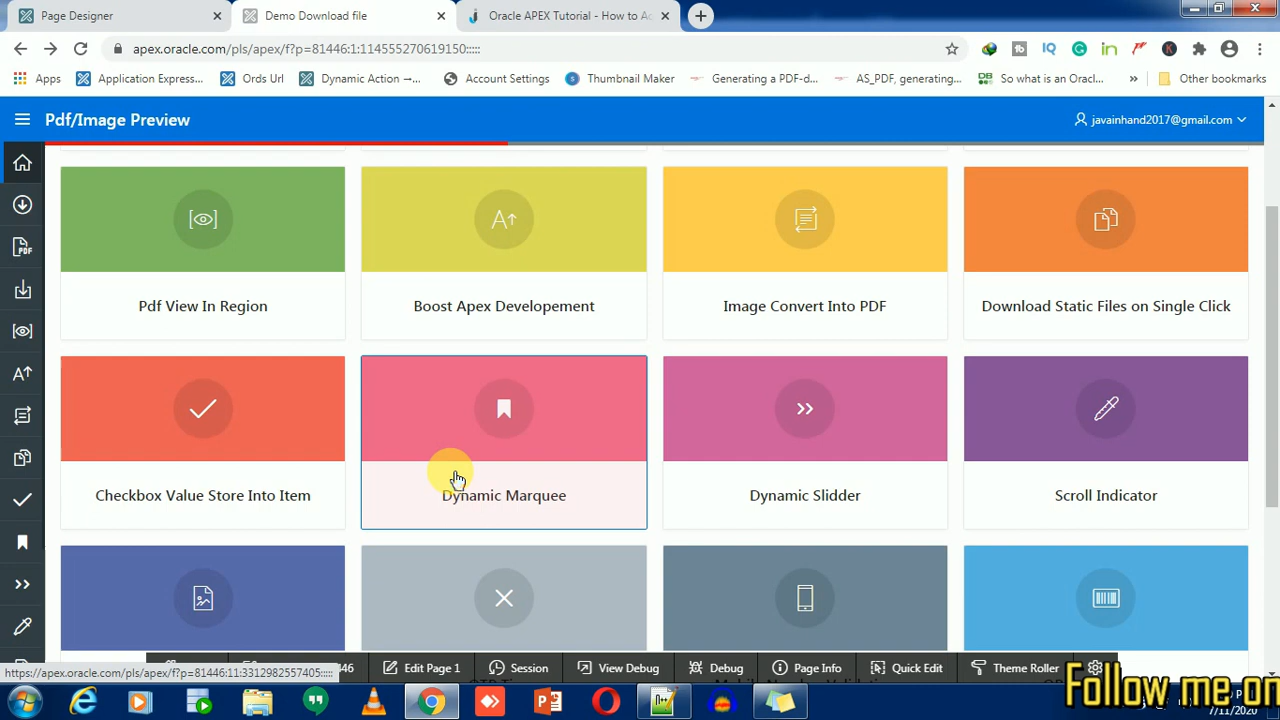 Page Designer
Demo Download file
Oracle APEX Tutorial - How to Ac
apex.oracle.com/pls/apex/f?p=81446:1:114555270619150:::::
Apps
Application Express...
Ords Url
Dynamic Action →...
Account Settings
Thumbnail Maker
Generating a PDF-d...
AS_PDF, generating...
So what is an Oracl...
Other bookmarks
Pdf/Image Preview
javainhand2017@gmail.com
Pdf View In Region
Boost Apex Developement
Image Convert Into PDF
Download Static Files on Single Click
Checkbox Value Store Into Item
Dynamic Marquee
Dynamic Slidder
Scroll Indicator
https://apex.oracle.com/pls/apex/f?p=81446:11:3312982557405:::::
446
Edit Page 1
Session
View Debug
Debug
Page Info
Quick Edit
Theme Roller
Follow me on
7/11/2020